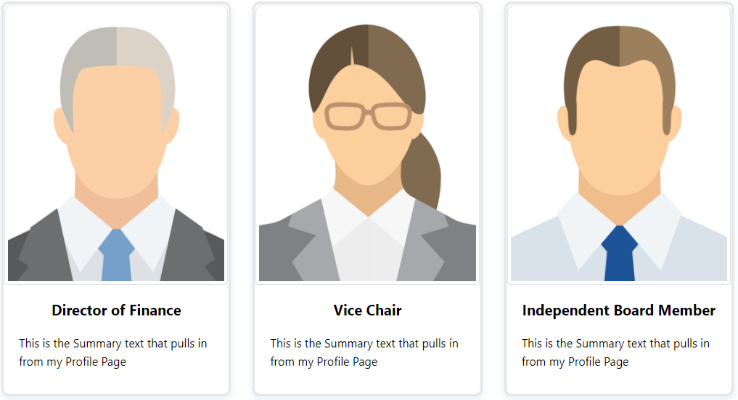 Director of Finance
This is the Summary text that pulls in
from my Profile Page
Vice Chair
This is the Summary text that pulls in
from my Profile Page
Independent Board Member
This is the Summary text that pulls in
from my Profile Page